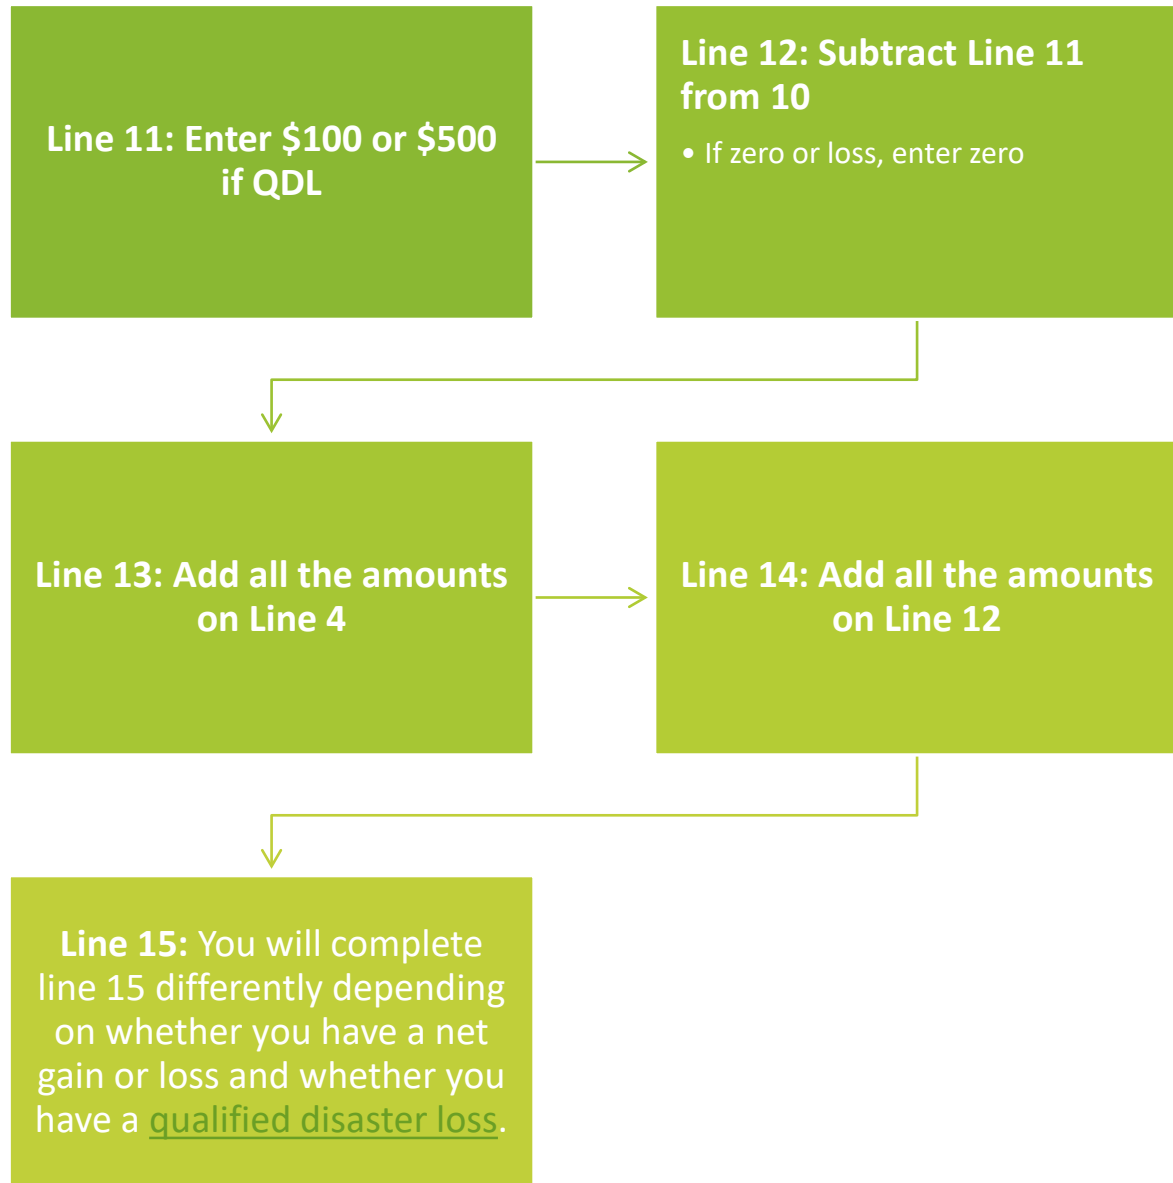 Line 11: Enter $100 or $500
if QDL
Line 12: Subtract Line 11
from 10
• If zero or loss, enter zero
Line 13: Add all the amounts
on Line 4
Line 14: Add all the amounts
on Line 12
Line 15: You will complete
line 15 differently depending
on whether you have a net
gain or loss and whether you
have a qualified disaster loss.